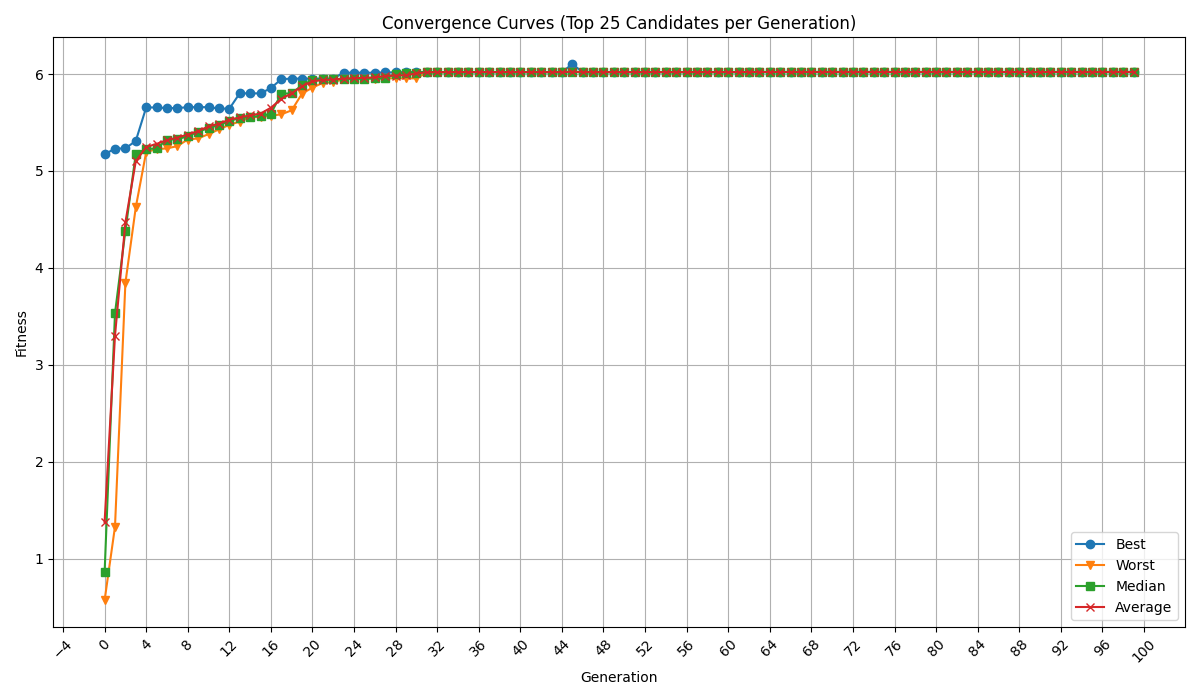 Convergence Curves (Top 25 Candidates per Generation)
Fitness
6
5
4
3
2
1
−4 0 4 8 12 16 20 24 28 32 36 40 44 48 52 56 60 64 68 72 76 80 84 88 92 96 100
Generation
Best
Worst
Median
Average